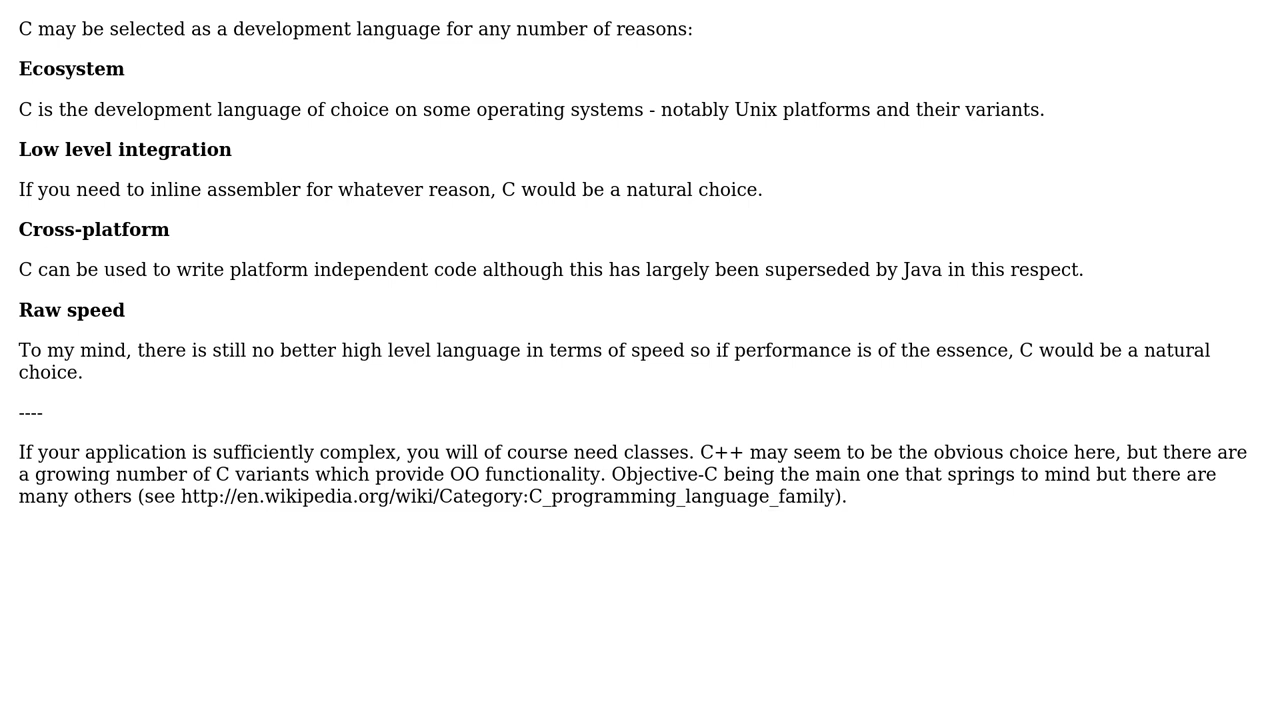 C may be selected as a development language for any number of reasons:
Ecosystem
C is the development language of choice on some operating systems - notably Unix platforms and their variants.
Low level integration
If you need to inline assembler for whatever reason, C would be a natural choice.
Cross-platform
C can be used to write platform independent code although this has largely been superseded by Java in this respect.
Raw speed
To my mind, there is still no better high level language in terms of speed so if performance is of the essence, C would be a natural
choice.
----
If your application is sufficiently complex, you will of course need classes. C++ may seem to be the obvious choice here, but there are
a growing number of C variants which provide OO functionality. Objective-C being the main one that springs to mind but there are
many others (see http://en.wikipedia.org/wiki/Category:C_programming_language_family).